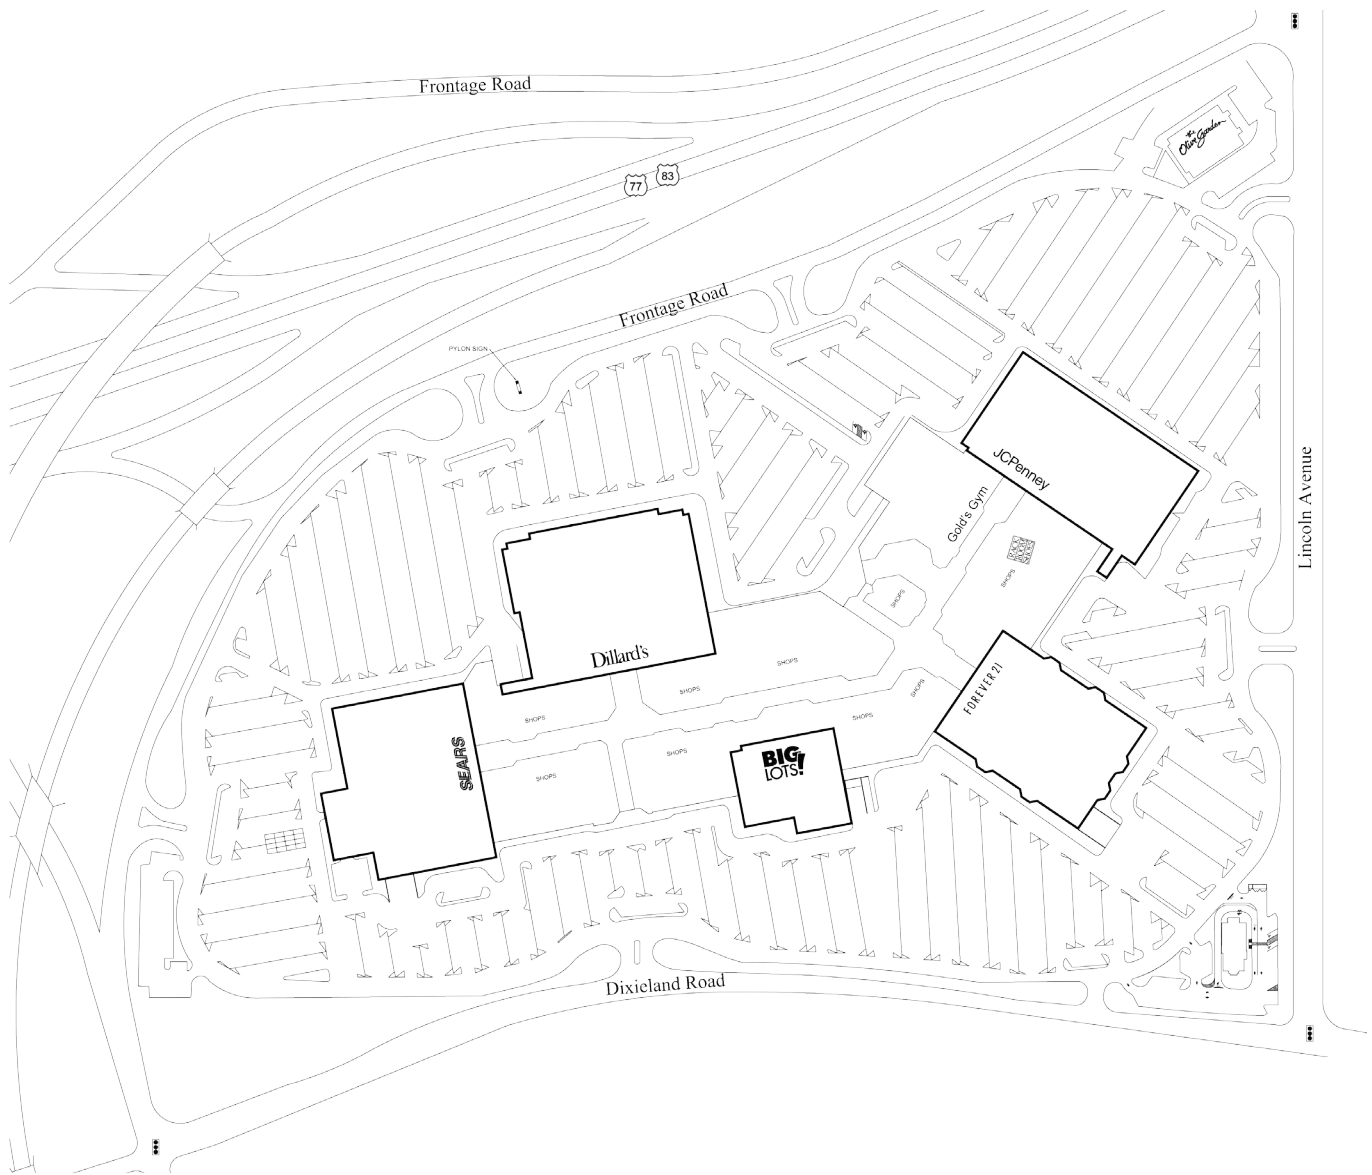 Frontage Road
the
Olive Garden
77
83
Frontage Road
PYLON SIGN
JCPenney
Lincoln Avenue
Gold's Gym
SHOPS
SHOPS
Dillard's
SHOPS
FOREVER 21
SHOPS
SHOPS
SHOPS
SHOPS
SEARS
SHOPS
BIG
LOTS!
SHOPS
Dixieland Road